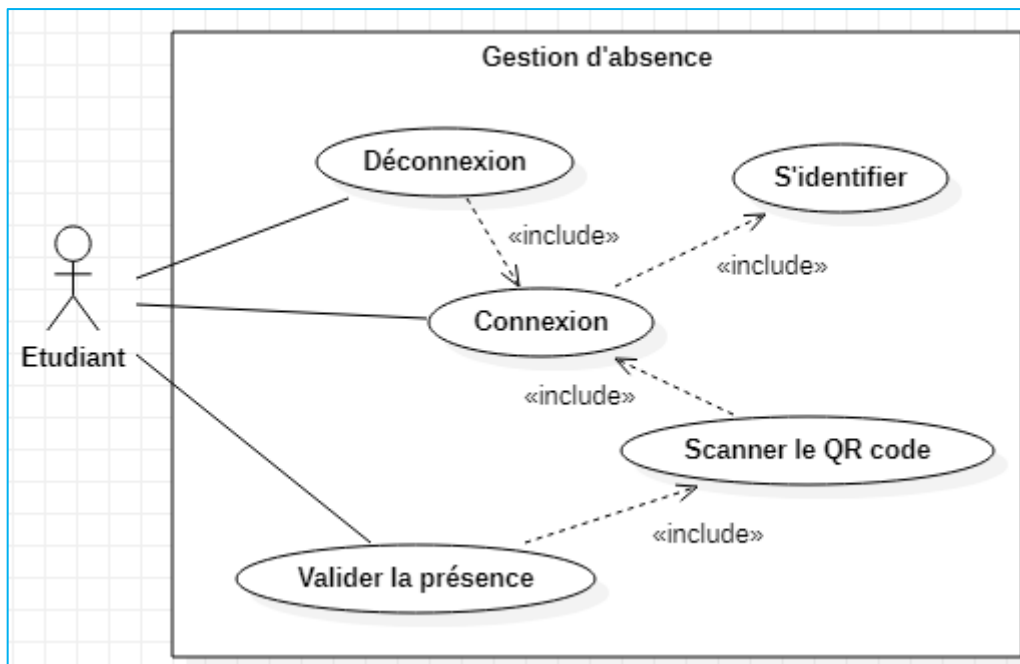 Gestion d'absence
Déconnexion
S'identifier
«include»
«include»
Connexion
Etudiant
«include»
Scanner le QR code
«include»
Valider la présence